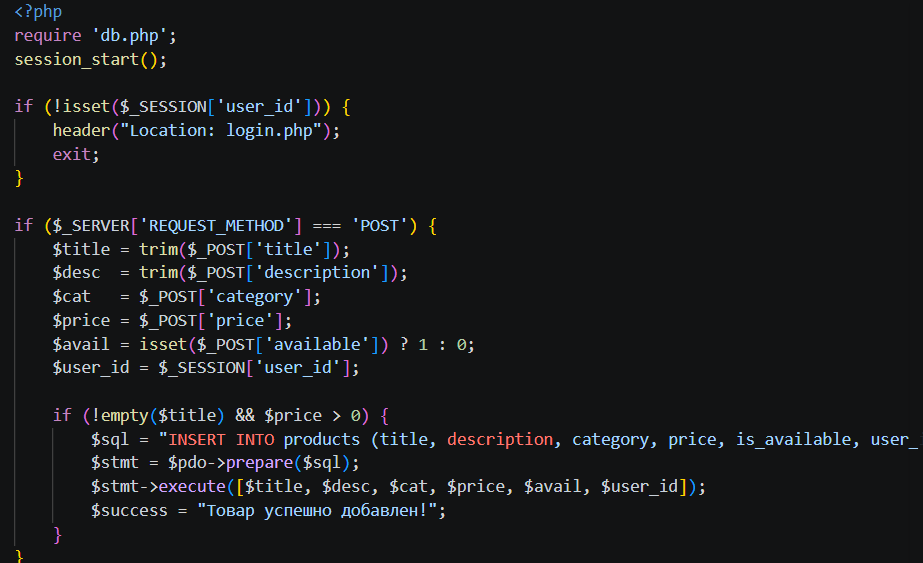 <?php
require 'db.php';
session_start();
if (!isset($_SESSION['user_id'])) {
header("Location: login.php");
exit;
}
if ($_SERVER['REQUEST_METHOD'] === 'POST') {
$title = trim($_POST['title']);
$desc  = trim($_POST['description']);
$cat   = $_POST['category'];
$price = $_POST['price'];
$avail = isset($_POST['available']) ? 1 : 0;
$user_id = $_SESSION['user_id'];
if (!empty($title) && $price > 0) {
$sql = "INSERT INTO products (title, description, category, price, is_available, user_
$stmt = $pdo->prepare($sql);
$stmt->execute([$title, $desc, $cat, $price, $avail, $user_id]);
$success = "Товар успешно добавлен!";
}
}